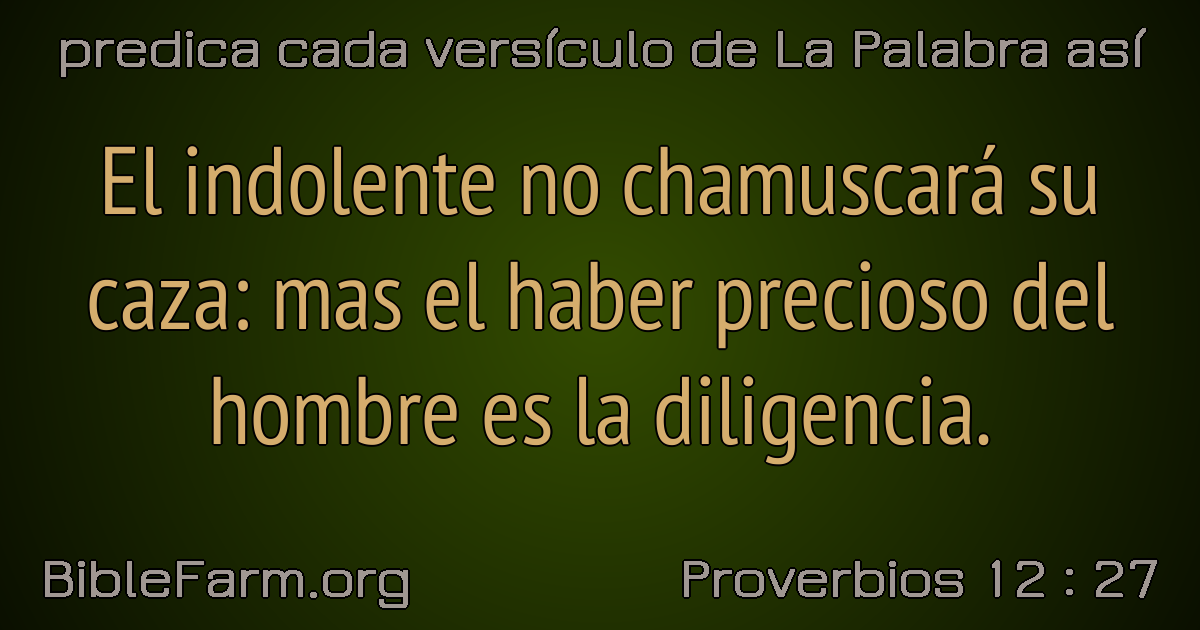 predica cada versículo de La Palabra así
El indolente no chamuscará su
caza: mas el haber precioso del
hombre es la diligencia.
BibleFarm.org
Proverbios 12 : 27